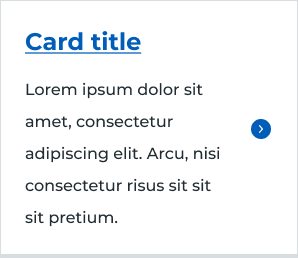 Card title
Lorem ipsum dolor sit
amet, consectetur
adipiscing elit. Arcu, nisi
consectetur risus sit sit
sit pretium.